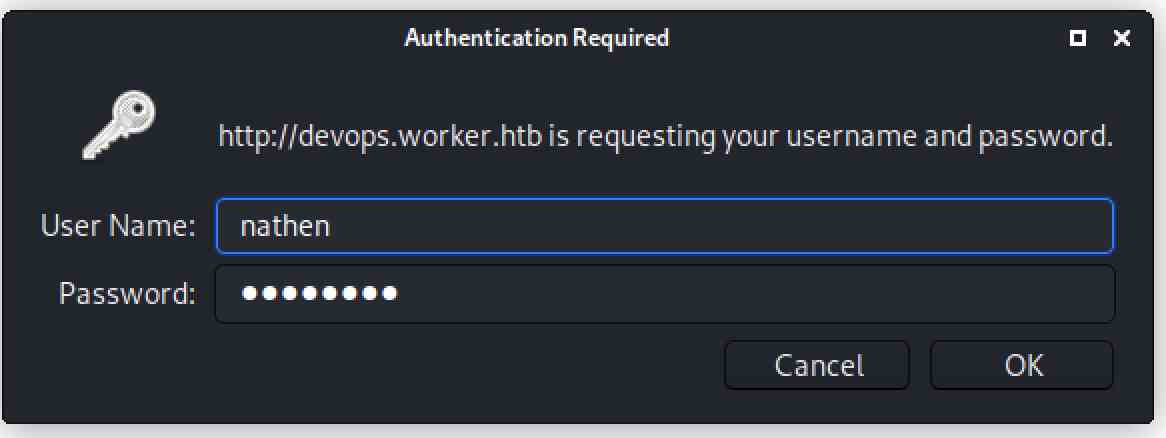 Authentication Required
http://devops.worker.htb is requesting your username and password.
User Name: nathen
Password: ●●●●●●●●
Cancel OK